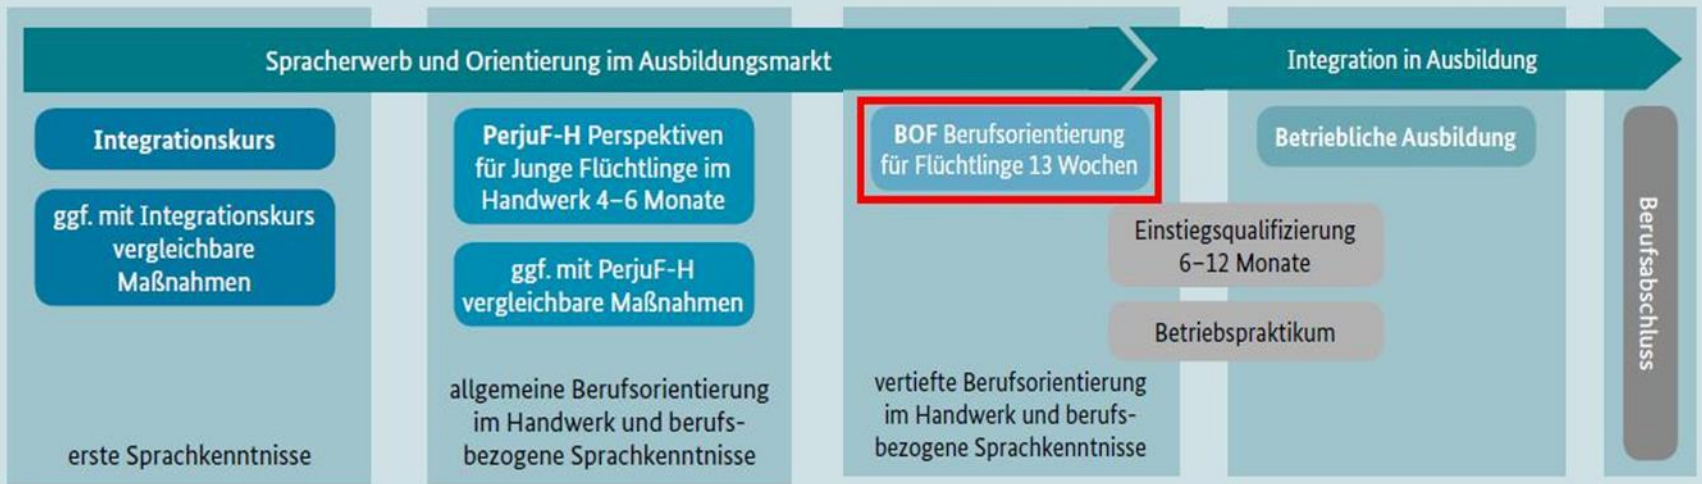 Spracherwerb und Orientierung im Ausbildungsmarkt
Integration in Ausbildung
Integrationskurs
ggf. mit Integrationskurs
vergleichbare
Maßnahmen
erste Sprachkenntnisse
PerjuF-H Perspektiven
für Junge Flüchtlinge im
Handwerk 4–6 Monate
ggf. mit PerjuF-H
vergleichbare Maßnahmen
allgemeine Berufsorientierung
im Handwerk und berufs-
bezogene Sprachkenntnisse
BOF Berufsorientierung
für Flüchtlinge 13 Wochen
vertiefte Berufsorientierung
im Handwerk und berufs-
bezogene Sprachkenntnisse
Einstiegsqualifizierung
6–12 Monate
Betriebspraktikum
Betriebliche Ausbildung
Berufsabschluss